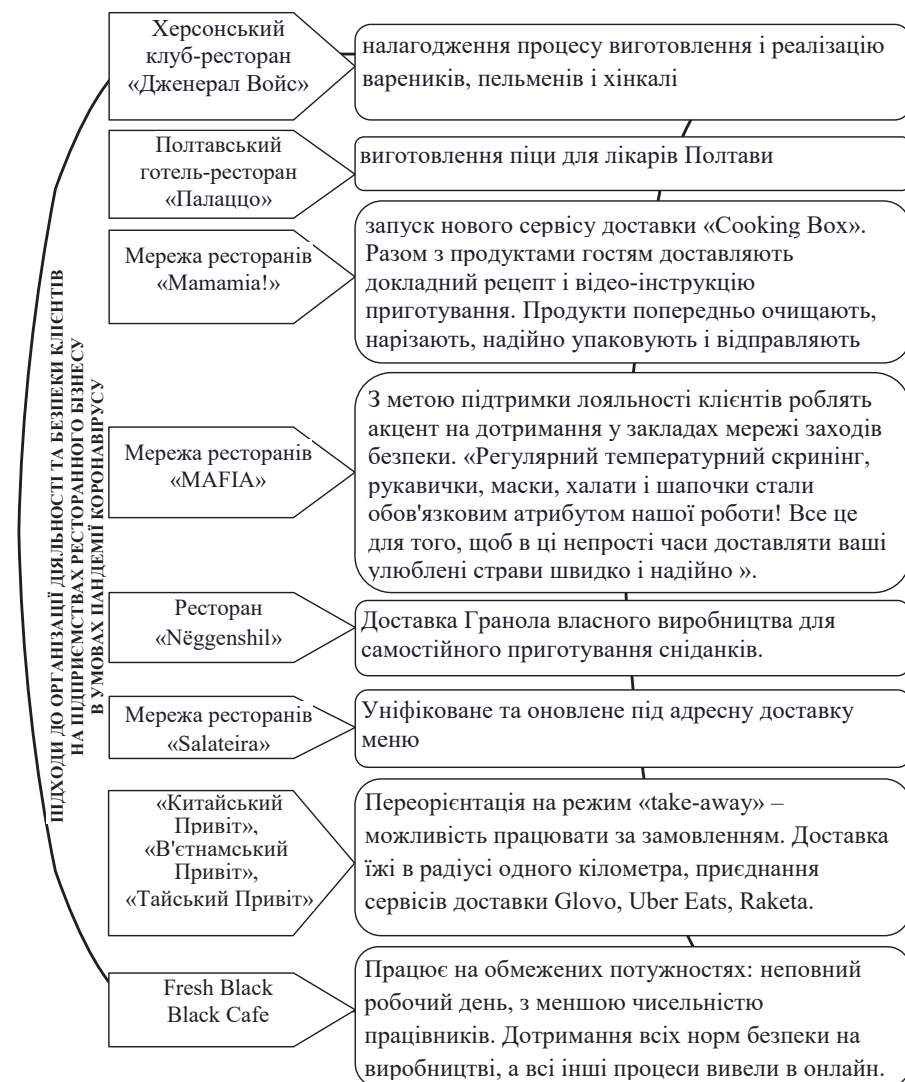 ПІДХОДИ ДО ОРГАНІЗАЦІЇ ДІЯЛЬНОСТІ ТА БЕЗПЕКИ КЛІЄНТІВ
НА ПІДПРИЄМСТВАХ РЕСТОРАННОГО БІЗНЕСУ
В УМОВАХ ПАНДЕМІЇ КОРОНАВІРУСУ
Херсонський
клуб-ресторан
«Дженерал Войс»
налагодження процесу виготовлення і реалізацію
вареників, пельменів і хінкалі
Полтавський
готель-ресторан
«Палаццо»
виготовлення піци для лікарів Полтави
Мережа ресторанів
«Mamamia!»
запуск нового сервісу доставки «Cooking Box».
Разом з продуктами гостям доставляють
докладний рецепт і відео-інструкцію
приготування. Продукти попередньо очищають,
нарізають, надійно упаковують і відправляють
Мережа ресторанів
«MAFIA»
З метою підтримки лояльності клієнтів роблять
акцент на дотримання у закладах мережі заходів
безпеки. «Регулярний температурний скринінг,
рукавички, маски, халати і шапочки стали
обов'язковим атрибутом нашої роботи! Все це
для того, щоб в ці непрості часи доставляти ваші
улюблені страви швидко і надійно ».
Ресторан
«Nëggenshil»
Доставка Гранола власного виробництва для
самостійного приготування сніданків.
Мережа ресторанів
«Salateira»
Уніфіковане та оновлене під адресну доставку
меню
«Китайський
Привіт»,
«В'єтнамський
Привіт»,
«Тайський Привіт»
Переорієнтація на режим «take-away» –
можливість працювати за замовленням. Доставка
їжі в радіусі одного кілометра, приєднання
сервісів доставки Glovo, Uber Eats, Raketa.
Fresh Black
Black Cafe
Працює на обмежених потужностях: неповний
робочий день, з меншою чисельністю
працівників. Дотримання всіх норм безпеки на
виробництві, а всі інші процеси вивели в онлайн.